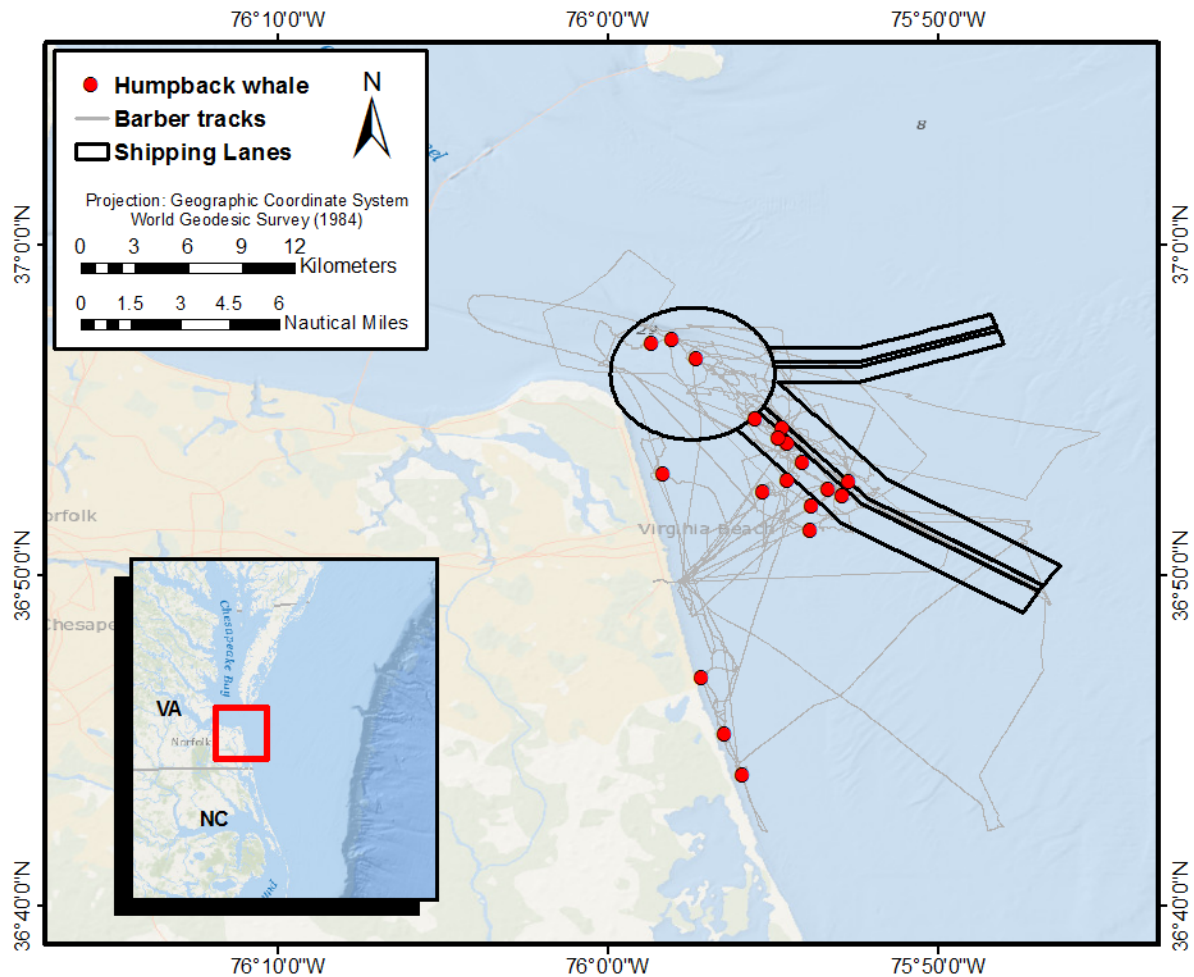 76°10'0"W 76°0'0"W 75°50'0"W
Humpback whale
Barber tracks
Shipping Lanes
N
Projection: Geographic Coordinate System
World Geodesic Survey (1984)
0 3 6 9 12
Kilometers
0 1.5 3 4.5 6
Nautical Miles
8
37°0'0"N 37°0'0"N
29
orfolk
Virginia Beach
36°50'0"N 36°50'0"N
Chesape
Chesapeake Bay
VA
Norfolk
NC
36°40'0"N 36°40'0"N
76°10'0"W 76°0'0"W 75°50'0"W